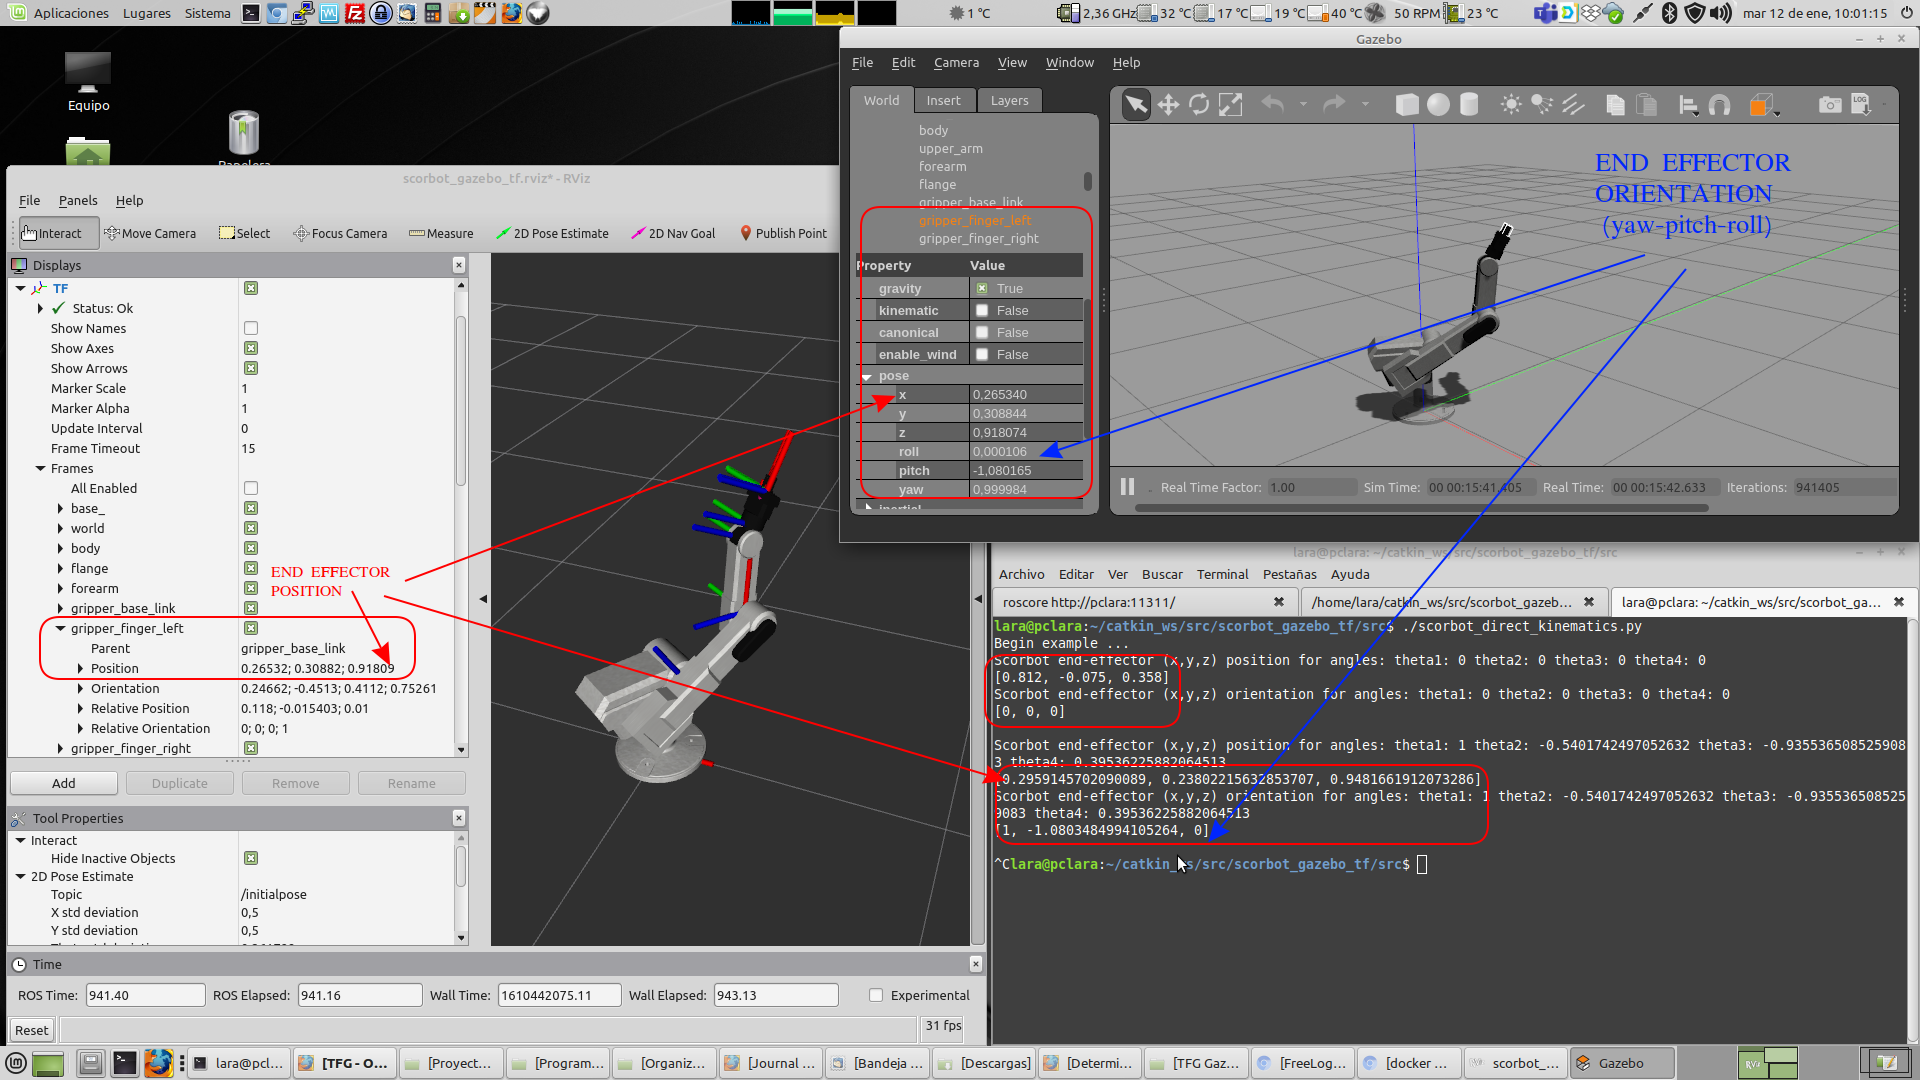 Aplicaciones Lugares Sistema
1 °C 2,36 GHz 32 °C 17 °C 19 °C 40 °C 50 RPM 23 °C mar 12 de ene, 10:01:15
Equipo
Gazebo
File Edit Camera View Window Help
World Insert Layers
body
upper_arm
forearm
flange
gripper_base_link
gripper_finger_left
gripper_finger_right
Property Value
gravity True
kinematic False
canonical False
enable_wind False
pose
x 0,265340
y 0,308844
z 0,918074
roll 0,000106
pitch -1,080165
yaw 0,999984
inertial
LOG
END EFFECTOR
ORIENTATION
(yaw-pitch-roll)
Real Time Factor: 1.00 Sim Time: 00 00:15:41.405 Real Time: 00 00:15:42.633 Iterations: 941405
scorbot_gazebo_tf.rviz* - RViz
File Panels Help
Interact Move Camera Select Focus Camera Measure 2D Pose Estimate 2D Nav Goal Publish Point
Displays
TF
Status: Ok
Show Names
Show Axes
Show Arrows
Marker Scale 1
Marker Alpha 1
Update Interval 0
Frame Timeout 15
Frames
All Enabled
base_
world
body
flange
forearm
gripper_base_link
gripper_finger_left
Parent gripper_base_link
Position 0.26532; 0.30882; 0.91809
Orientation 0.24662; -0.4513; 0.4112; 0.75261
Relative Position 0.118; -0.015403; 0.01
Relative Orientation 0; 0; 0; 1
gripper_finger_right
END EFFECTOR
POSITION
Add Duplicate Remove Rename
Tool Properties
Interact
Hide Inactive Objects
2D Pose Estimate
Topic /initialpose
X std deviation 0,5
Y std deviation 0,5
Time
ROS Time: 941.40 ROS Elapsed: 941.16 Wall Time: 1610442075.11 Wall Elapsed: 943.13 Experimental
Reset 31 fps
lara@pclara: ~/catkin_ws/src/scorbot_gazebo_tf/src
Archivo Editar Ver Buscar Terminal Pestañas Ayuda
roscore http://pclara:11311/ /home/lara/catkin_ws/src/scorbot_gazeb... lara@pclara: ~/catkin_ws/src/scorbot_ga...
lara@pclara:~/catkin_ws/src/scorbot_gazebo_tf/src$ ./scorbot_direct_kinematics.py
Begin example ...
Scorbot end-effector (x,y,z) position for angles: theta1: 0 theta2: 0 theta3: 0 theta4: 0
[0.812, -0.075, 0.358]
Scorbot end-effector (x,y,z) orientation for angles: theta1: 0 theta2: 0 theta3: 0 theta4: 0
[0, 0, 0]
Scorbot end-effector (x,y,z) position for angles: theta1: 1 theta2: -0.5401742497052632 theta3: -0.935536508525908
3 theta4: 0.39536225882064513
[0.2959145702090089, 0.23802215632853707, 0.9481661912073286]
Scorbot end-effector (x,y,z) orientation for angles: theta1: 1 theta2: -0.5401742497052632 theta3: -0.935536508525
9083 theta4: 0.39536225882064513
[1, -1.0803484994105264, 0]
^Clara@pclara:~/catkin_ws/src/scorbot_gazebo_tf/src$
lara@pcl... [TFG - O... [Proyect... [Program... [Organiz... [Journal ... [Bandeja ... [Descargas] [Determi... [TFG Gaz... [FreeLog... [docker ... scorbot_... Gazebo